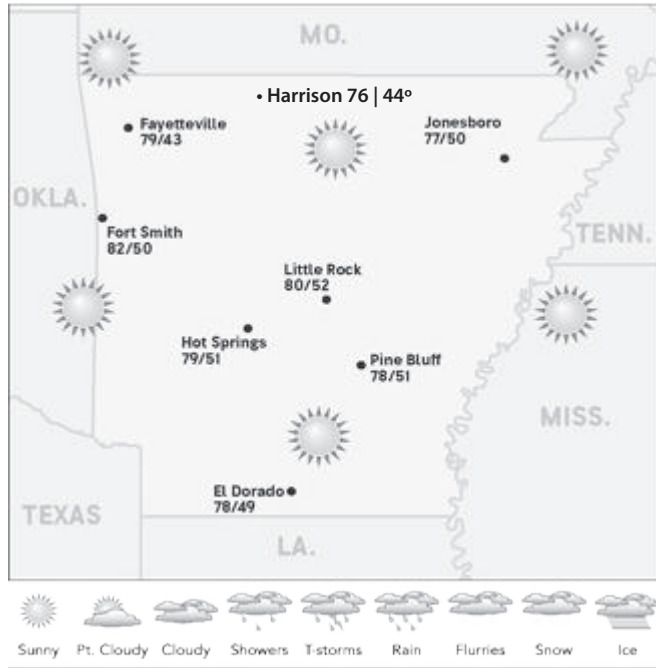 MO.
• Harrison 76 | 44º
Fayetteville
79/43
Jonesboro
77/50
OKLA.
Fort Smith
82/50
TENN.
Little Rock
80/52
Hot Springs
79/51
Pine Bluff
78/51
MISS.
El Dorado
78/49
TEXAS
LA.
Sunny Pt. Cloudy Cloudy Showers T-storms Rain Flurries Snow Ice